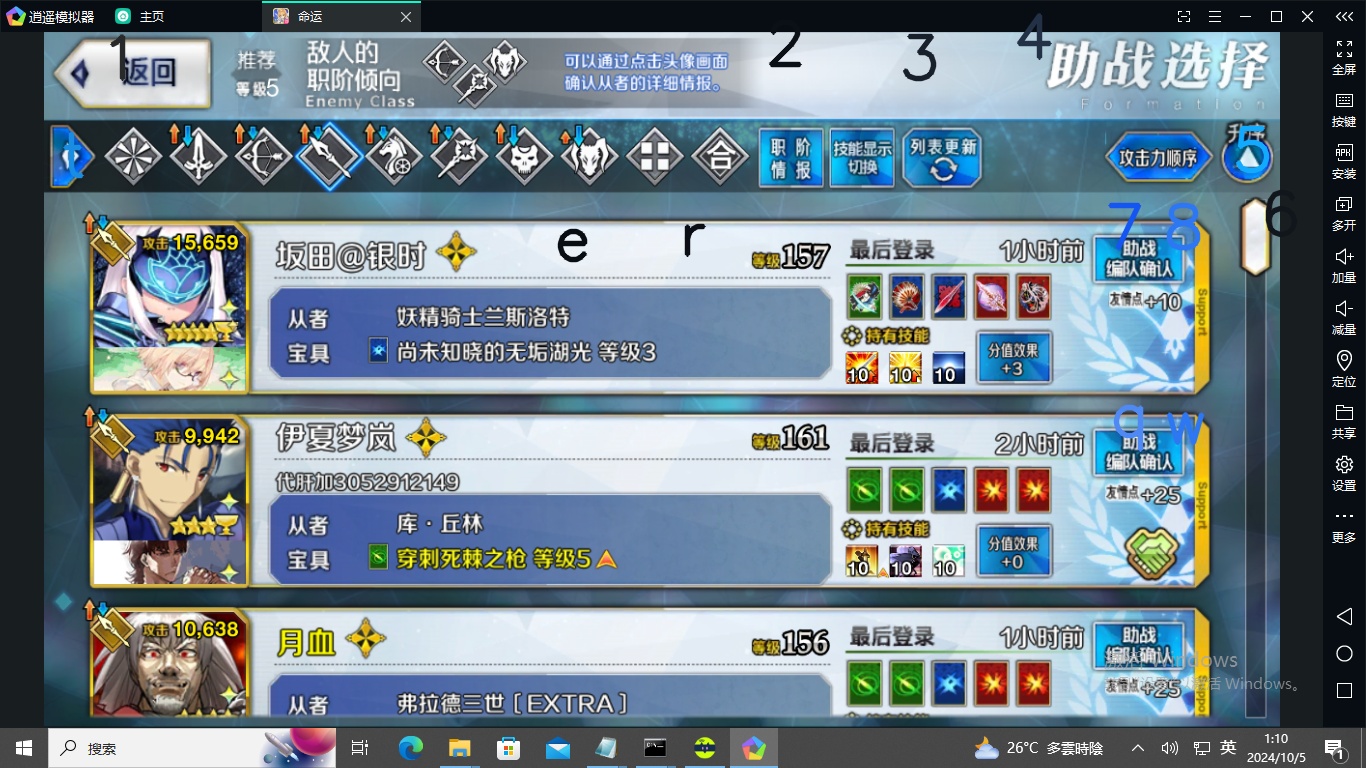 逍遥模拟器
主页
命运
返回
推荐
等级5
敌人的
职阶倾向
Enemy Class
可以通过点击头像画面
确认从者的详细情报。
助战选择
Formation
1
2
3
4
合
职阶
情报
技能显示
切换
列表更新
攻击力顺序
升序
5
6
攻击15,659
坂田@银时
e
r
等级157
从者 妖精骑士兰斯洛特
宝具 尚未知晓的无垢湖光 等级3
最后登录 1小时前
持有技能
10 10 10
分值效果
+3
7 8
助战
编队确认
友情点+10
Support
攻击9,942
伊夏梦岚
等级161
代肝加3052912149
从者 库·丘林
宝具 穿刺死棘之枪 等级5
最后登录 2小时前
持有技能
10 10 10
分值效果
+0
q w
助战
编队确认
友情点+25
Support
攻击10,638
月血
等级156
从者 弗拉德三世［EXTRA］
最后登录 1小时前
助战
编队确认
友情点+25
全屏
按键
APK
安装
多开
加量
减量
定位
共享
设置
更多
搜索
26°C 多雲時陰
英
1:10
2024/10/5
1